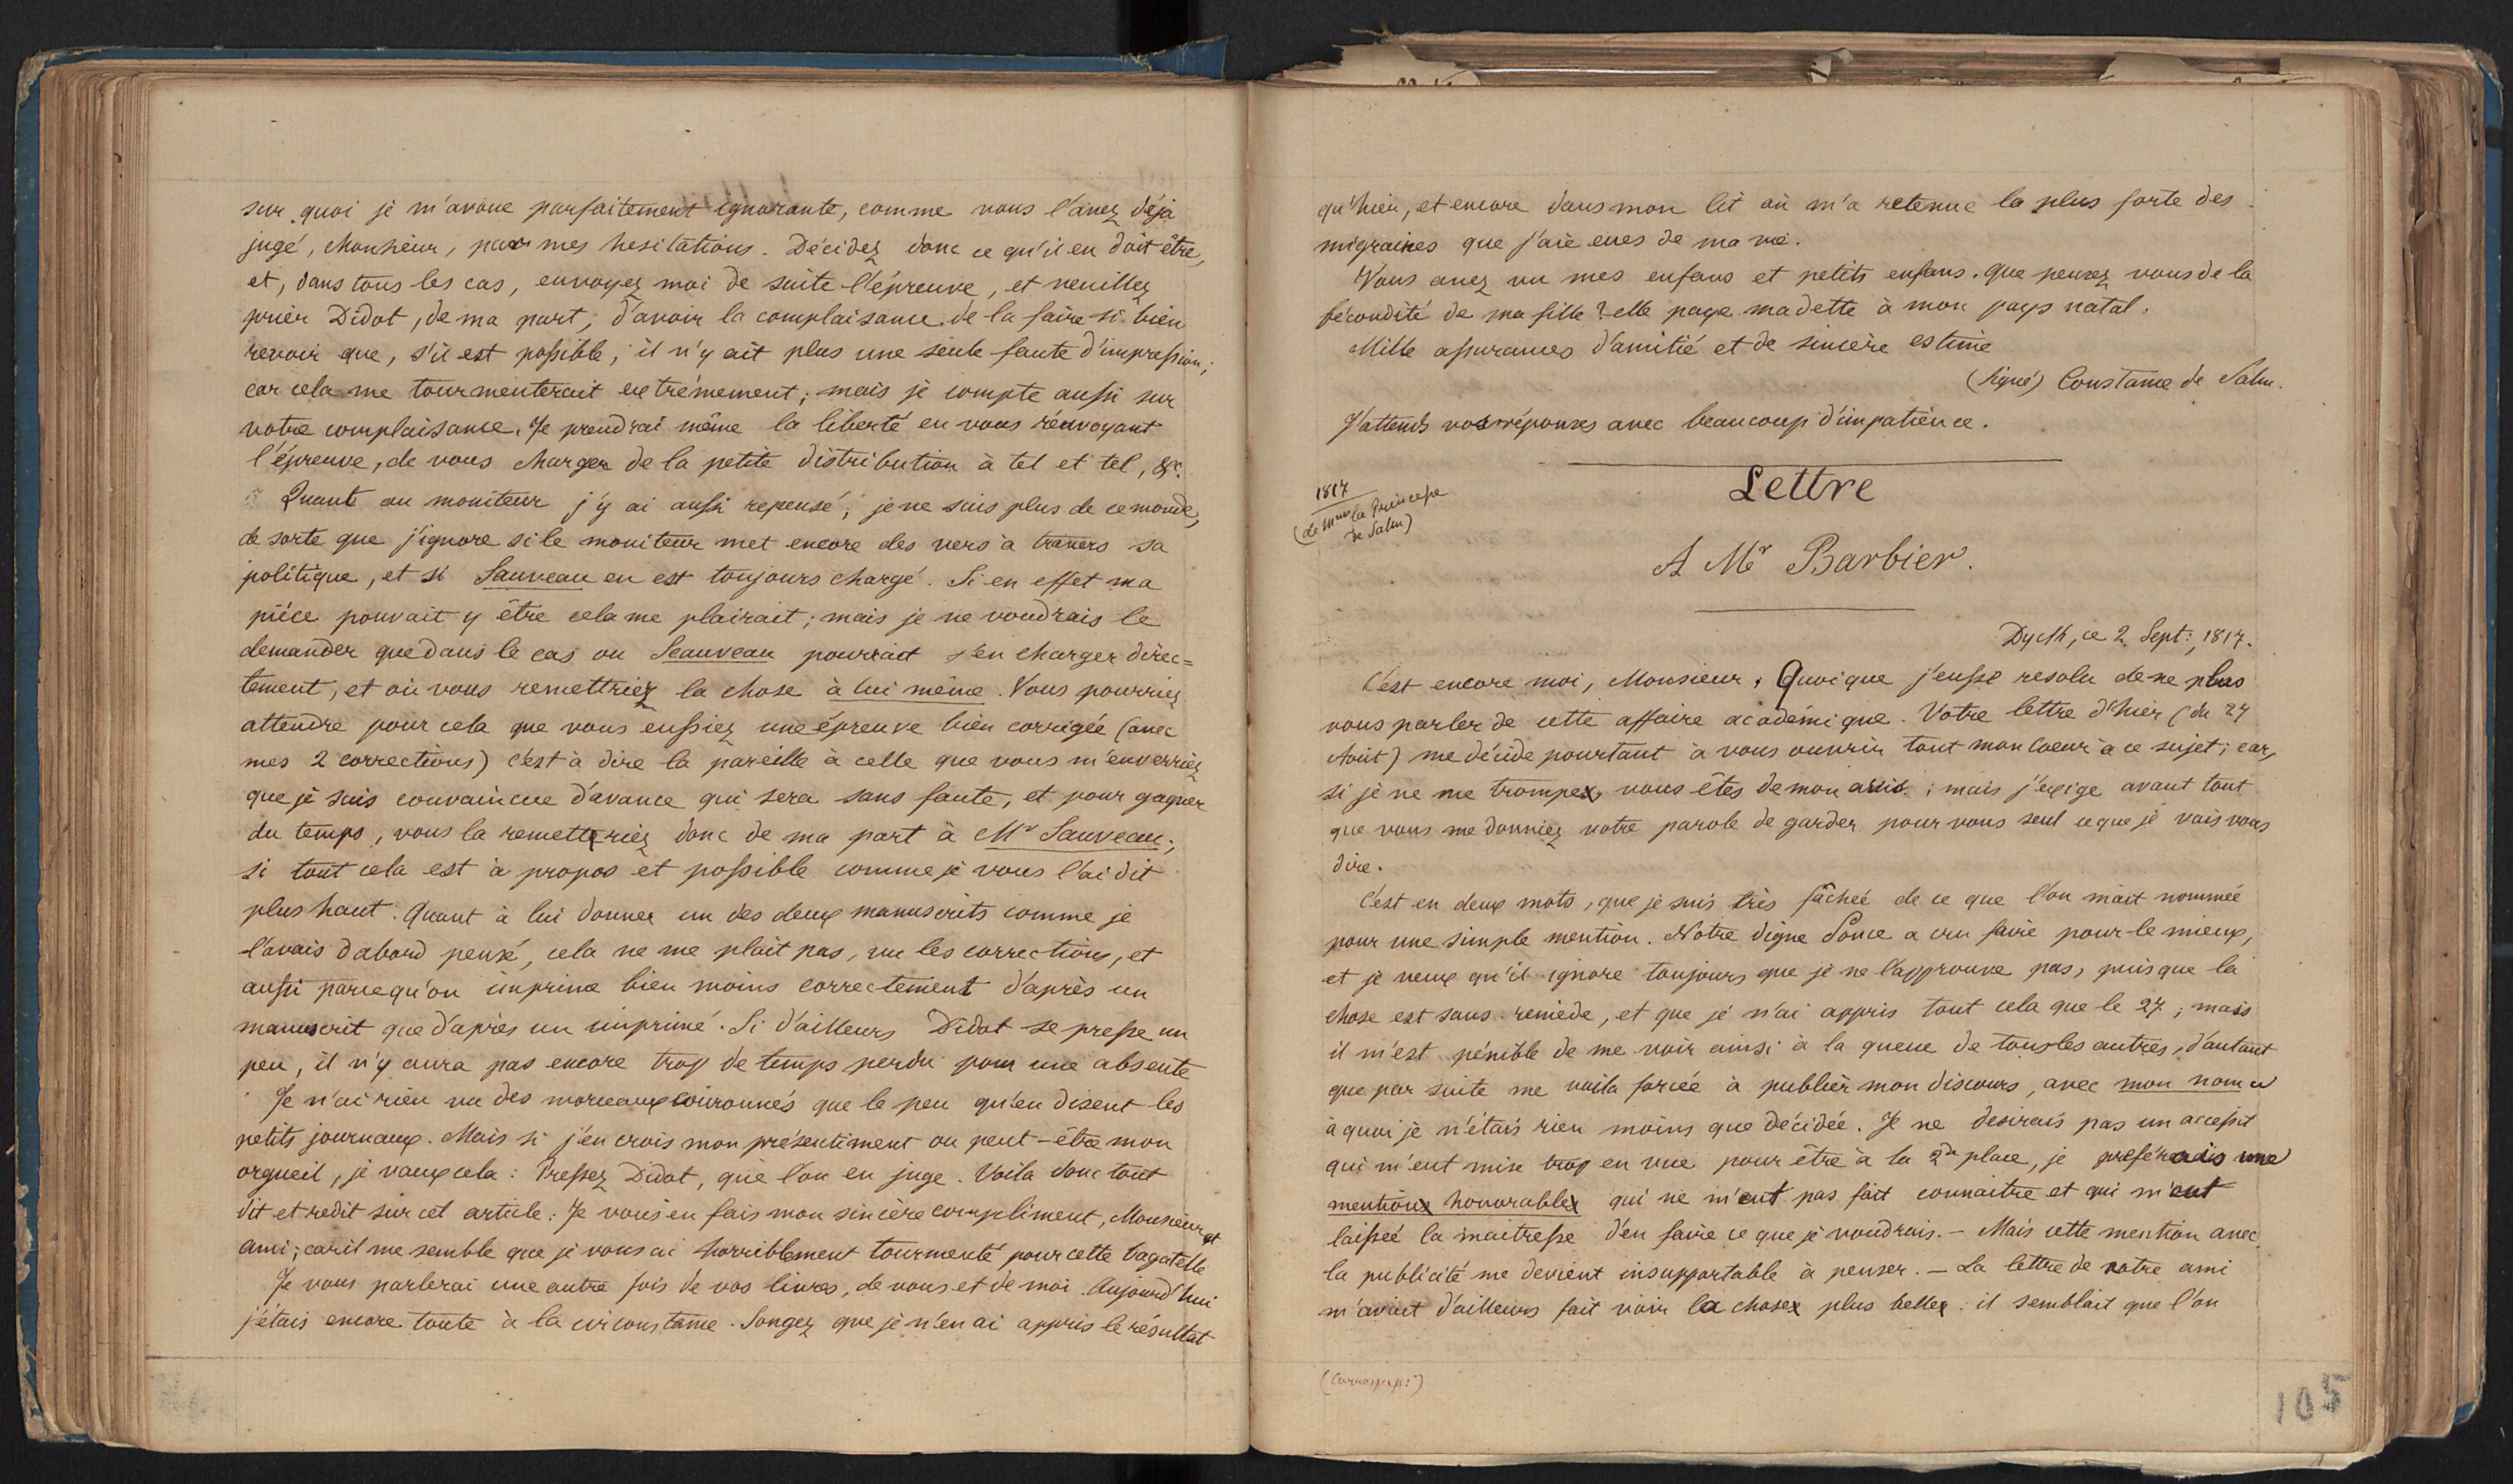 sur quoi je m'avoue parfaitement ignorante, comme vous l'avez déja
jugé, Monsieur, par mes hesitations. Décidez donc ce qu'il en doit être,
et, dans tous les cas, envoyez moi de suite l'épreuve, et veuillez
prier Didot, de ma part, d'avoir la complaisance de la faire si bien
revoir que, s'il est possible, il n'y ait plus une seule faute d'impression;
car cela me tourmenterait extrémement; mais je compte aussi sur
votre complaisance. Je prendrai même la liberté en vous renvoyant
l'épreuve, de vous charger de la petite distribution à tel et tel, &c.
Quant au moniteur j'y ai aussi repensé; je ne suis plus de ce monde,
de sorte que j'ignore si le moniteur met encore des vers à travers sa
politique, et si Sauveau en est toujours chargé. Si en effet ma
pièce pouvait y être cela me plairait; mais je ne voudrais le
demander que dans le cas ou Seauveau pourrait s'en charger direc=
tement, et où vous remettriez la chose à lui même. Vous pourriez
attendre pour cela que vous eussiez une épreuve bien corrigée (avec
mes 2 corrections) c'est à dire la pareille à celle que vous m'enverriez
que je suis convaincue d'avance qui sera sans faute, et pour gagner
du temps, vous la remettriez donc de ma part à Mr Sauveau;
si tout cela est à propos et possible comme je vous l'ai dit
plus haut. Quant à lui donner un des deux manuscrits comme je
l'avais d'abord pensé, cela ne me plait pas, vu les corrections, et
aussi parcequ'on imprime bien moins correctement d'après un
manuscrit que d'après un imprimé. Si d'ailleurs Didot se presse un
peu, il n'y aura pas encore trop de temps perdu pour une absente
Je n'ai rien vu des morceaux couronnés que le peu qu'en disent les
petits journaux. Mais si j'en crois mon présentiment ou peut-être mon
orgueil, je vaux cela: Pressez Didot, que l'on en juge. Voila donc tout
dit et redit sur cet article: Je vous en fais mon sincère compliment, Monsieur et
ami; car il me semble que je vous ai horriblement tourmenté pour cette bagatelle
Je vous parlerai une autre fois de vos livres, de vous et de moi. Aujourd'hui
j'étais encore toute à la circonstance. Songez que je n'en ai appris le résultat
qu'hier, et encore dans mon lit où m'a retenue la plus forte des
migraines que j'aie eues de ma vie.
Vous avez vu mes enfans et petits enfans. que pensez vous de la
fécondité de ma fille? elle paye ma dette à mon pays natal.
Mille assurances d'amitié et de sincère estime
(Signé) Constance de Salm.
J'attends vos réponses avec beaucoup d'impatience.
1817
(de Mme la Princesse
de Salm)
Lettre
A Mr Barbier.
Dyck, ce 2 Sept: 1817.
C'est encore moi, Monsieur, Quoique j'eusse resolu de ne plus
vous parler de cette affaire académique. Votre lettre d'hier (du 27
Août) me décide pourtant à vous ouvrir tout mon coeur à ce sujet; car,
si je ne me trompe, vous êtes de mon avis; mais j'exige avant tout
que vous me donniez votre parole de garder pour vous seul ce que je vais vous
dire.
C'est en deux mots, que je suis très fâchée de ce que l'on m'ait nommée
pour une simple mention. Notre digne Ponce a cru faire pour le mieux,
et je veux qu'il ignore toujours que je ne l'approuve pas, puisque la
chose est sans reméde, et que je n'ai appris tout cela que le 27; mais
il m'est pénible de me voir ainsi à la queue de tous les autres, d'autant
que par suite me voila forcée à publier mon discours, avec mon nom
à quoi je n'étais rien moins que décidée. Je ne desirais pas un accessit
qui m'eut mise trop en vue pour être à la 2de place, je préférais une
mention honorable qui ne m'eut pas fait connaitre et qui m'eut
laissée la maitresse d'en faire ce que je voudrais. - Mais cette mention avec
la publicité me devient insupportable à penser. - La lettre de notre ami
m'avait d'ailleurs fait voir la chose plus belle: il semblait que l'on
105